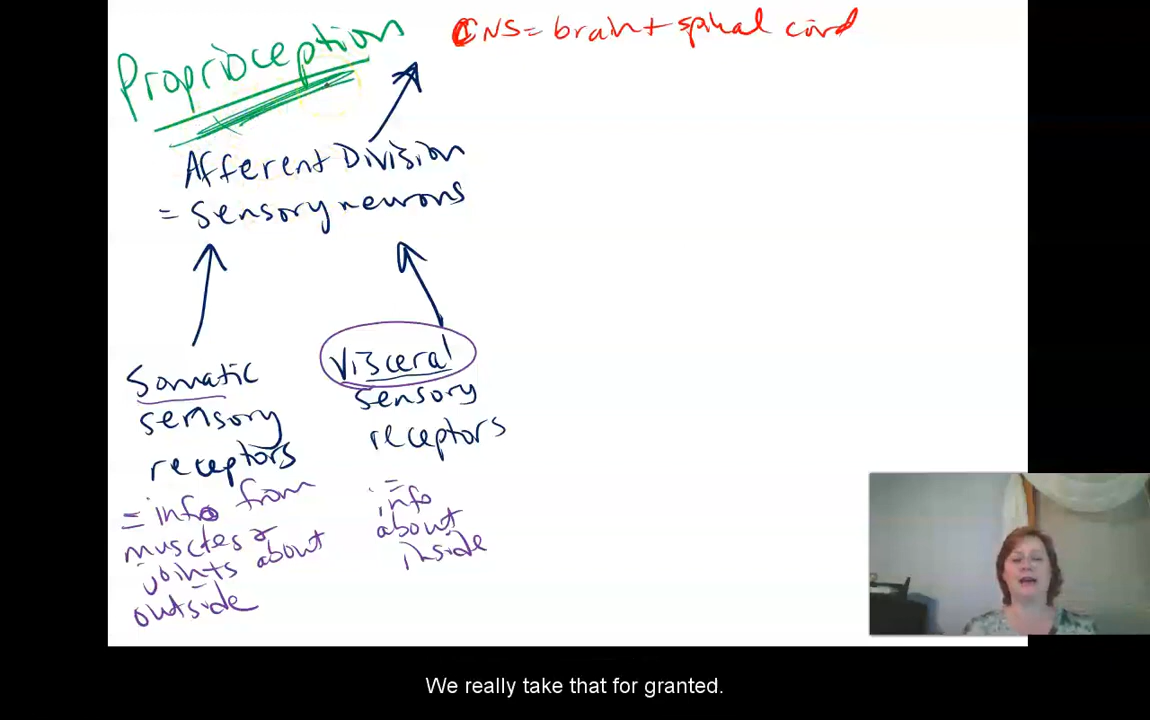 Proprioception
CNS = brain + spinal cord
Afferent Division
= Sensory neurons
Somatic
sensory
receptors
= info from
muscles &
joints about
outside
Visceral
sensory
receptors
= info
about
inside
We really take that for granted.